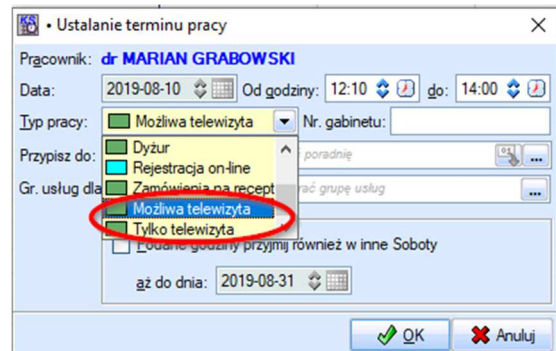 KS • Ustalanie terminu pracy
Pracownik: dr MARIAN GRABOWSKI
Data: 2019-08-10 Od godziny: 12:10 do: 14:00
Typ pracy: Możliwa telewizyta Nr. gabinetu:
Przypisz do: poradnię ...
Dyżur
Rejestracja on-line
Gr. usług dla Zamówienia na recept rać grupę usług ...
Możliwa telewizyta
Tylko telewizyta
Podane godziny przyjmij również w inne Soboty
aż do dnia: 2019-08-31
OK Anuluj